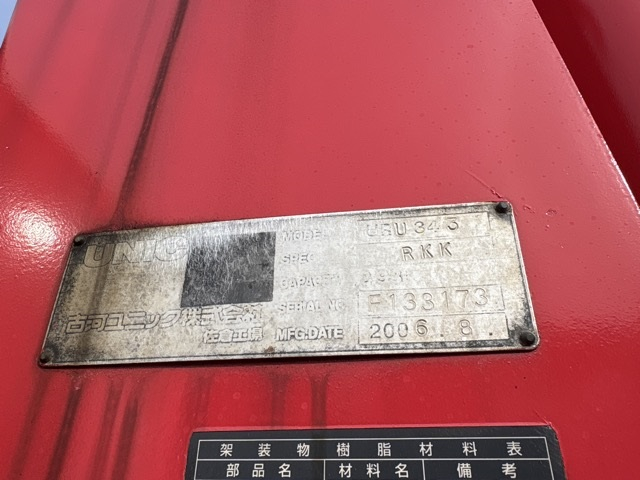 UNIC
MODEL
SPEC RKK
CAPACITY
SERIAL NO. F133173
古河ユニック株式会社
佐倉工場
MFG.DATE 2006.8.
架装物樹脂材料表
部品名 材料名 備考